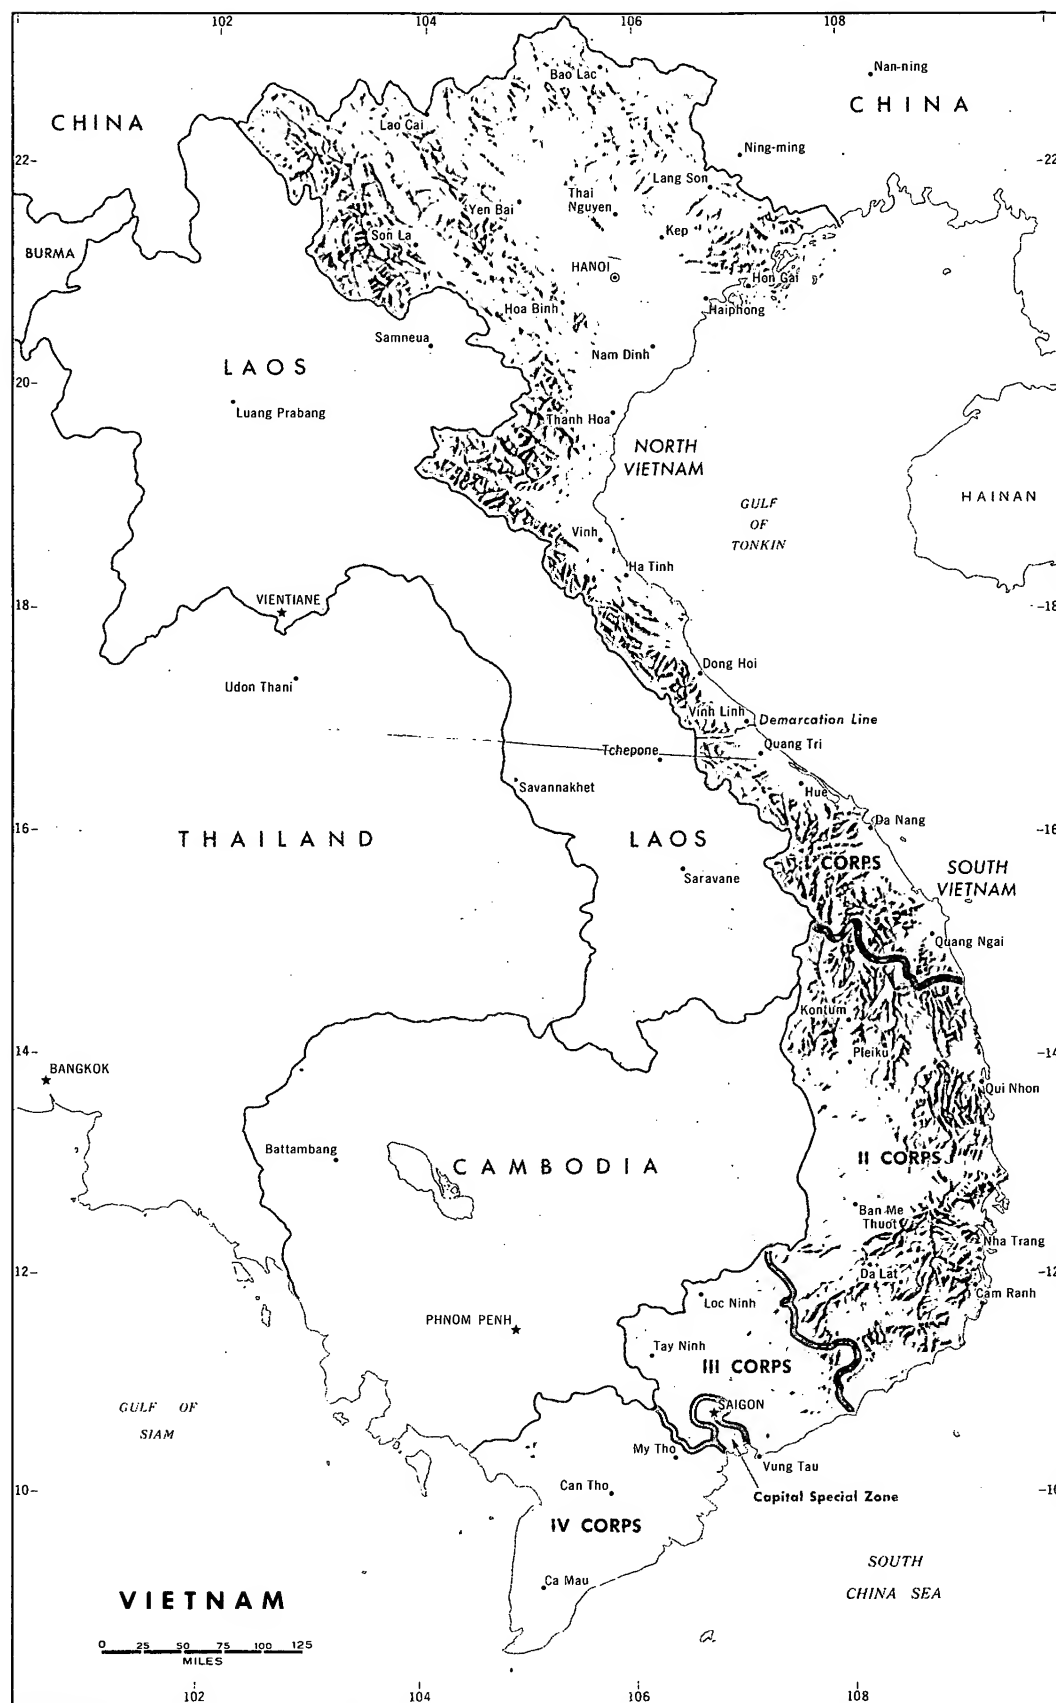 102
104
106
108
Nan-ning
Bao Lac
CHINA
CHINA
Lao Cai
Ning-ming
22-
-22
Lang Son
Thai
Nguyen
Yen Bai
Kep
Son La
BURMA
HANOI
Hon Gai
Hoa Binh
Haiphong
Samneua
Nam Dinh
LAOS
20-
Luang Prabang
Thanh Hoa
NORTH
VIETNAM
HAINAN
GULF
OF
TONKIN
Vinh
Ha Tinh
VIENTIANE
18-
-18
Dong Hoi
Udon Thani
Vinh Linh
Demarcation Line
Quang Tri
Tchepone
Savannakhet
Hue
Da Nang
16-
-16
THAILAND
LAOS
I CORPS
SOUTH
VIETNAM
Saravane
Quang Ngai
Kontum
14-
-14
Pleiku
BANGKOK
Qui Nhon
Battambang
CAMBODIA
II CORPS
Ban Me
Thuot
Nha Trang
12-
-12
Da Lat
Cam Ranh
Loc Ninh
PHNOM PENH
Tay Ninh
III CORPS
GULF OF
SIAM
SAIGON
My Tho
Vung Tau
Can Tho
10-
-10
Capital Special Zone
IV CORPS
SOUTH
CHINA SEA
Ca Mau
VIETNAM
0 25 50 75 100 125
MILES
102
104
106
108